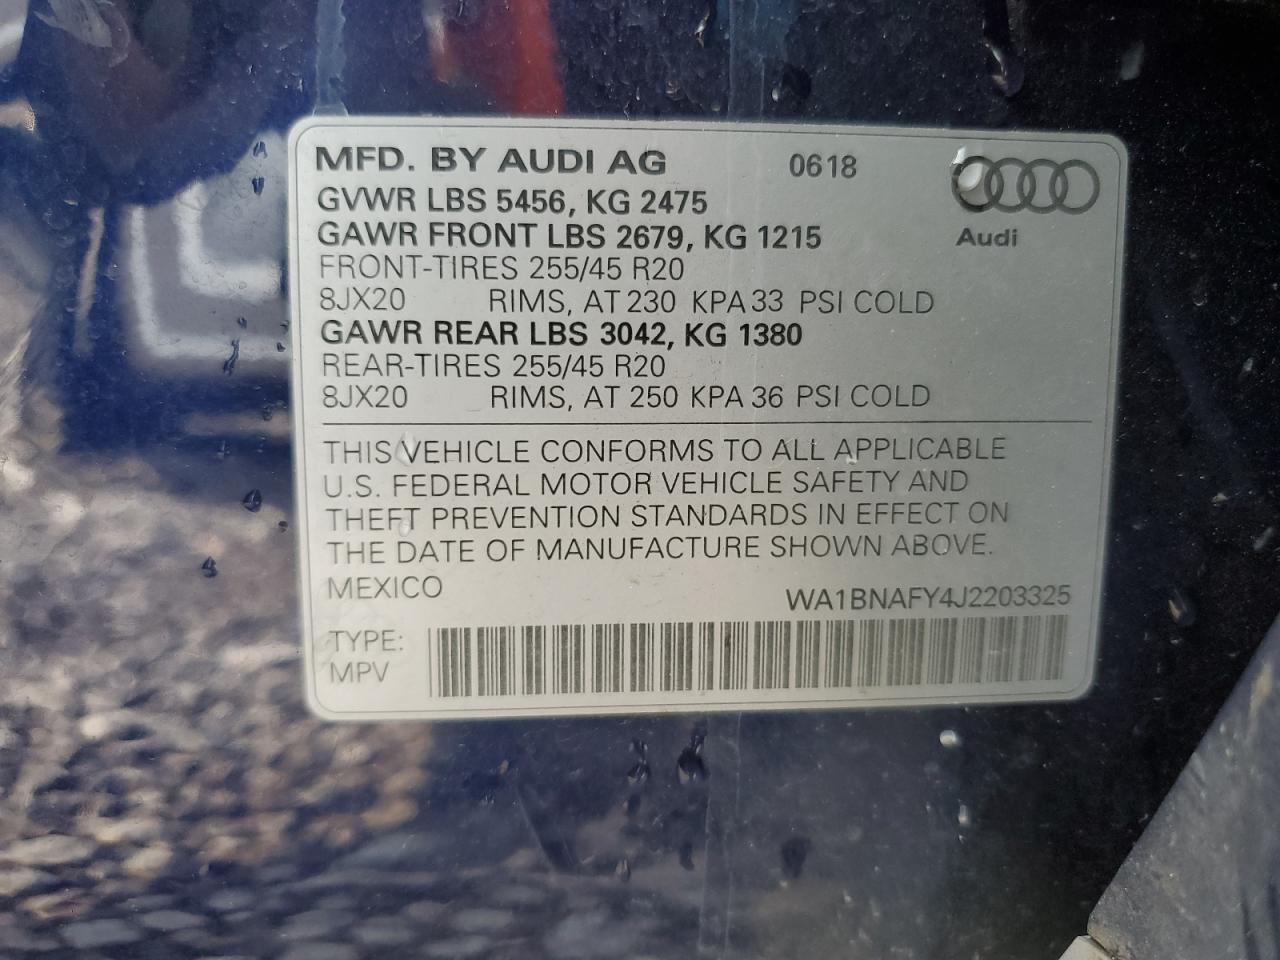 MFD. BY AUDI AG 0618
GVWR LBS 5456, KG 2475
GAWR FRONT LBS 2679, KG 1215
Audi
FRONT-TIRES 255/45 R20
8JX20 RIMS, AT 230 KPA 33 PSI COLD
GAWR REAR LBS 3042, KG 1380
REAR-TIRES 255/45 R20
8JX20 RIMS, AT 250 KPA 36 PSI COLD
THIS VEHICLE CONFORMS TO ALL APPLICABLE
U.S. FEDERAL MOTOR VEHICLE SAFETY AND
THEFT PREVENTION STANDARDS IN EFFECT ON
THE DATE OF MANUFACTURE SHOWN ABOVE.
MEXICO WA1BNAFY4J2203325
TYPE:
MPV